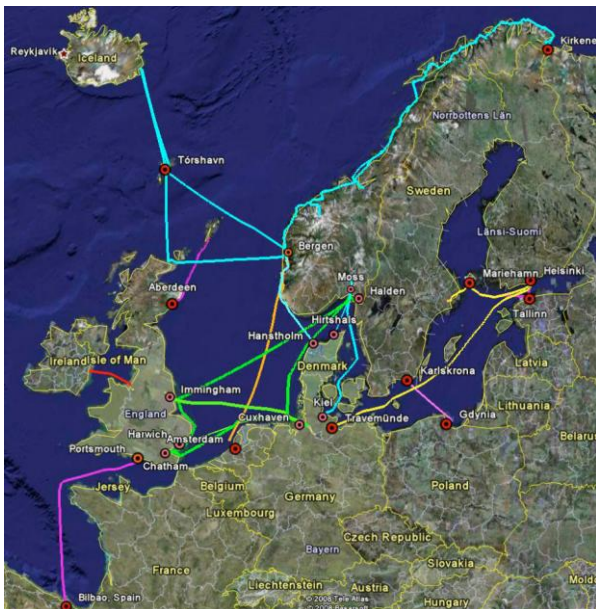 Kirkene
Reykjavik
Iceland
Norrbottens Län
Tórshavn
Sweden
Länsi-Suomi
Bergen
Mariehamn
Helsinki
Moss
Aberdeen
Halden
Tallinn
Hirtshals
Hanstholm
Latvia
Ireland
Isle of Man
Denmark
Karlskrona
Immingham
Lithuania
Kiel
England
Cuxhaven
Travemünde
Gdynia
Harwich
Amsterdam
Belarus
Portsmouth
Chatham
Jersey
Belgium
Poland
Germany
Luxembourg
Czech Republic
Bayern
Slovakia
France
Liechtenstein
Austria
Moldo
Bilbao, Spain
Hungary
© 2008 Tele Atlas